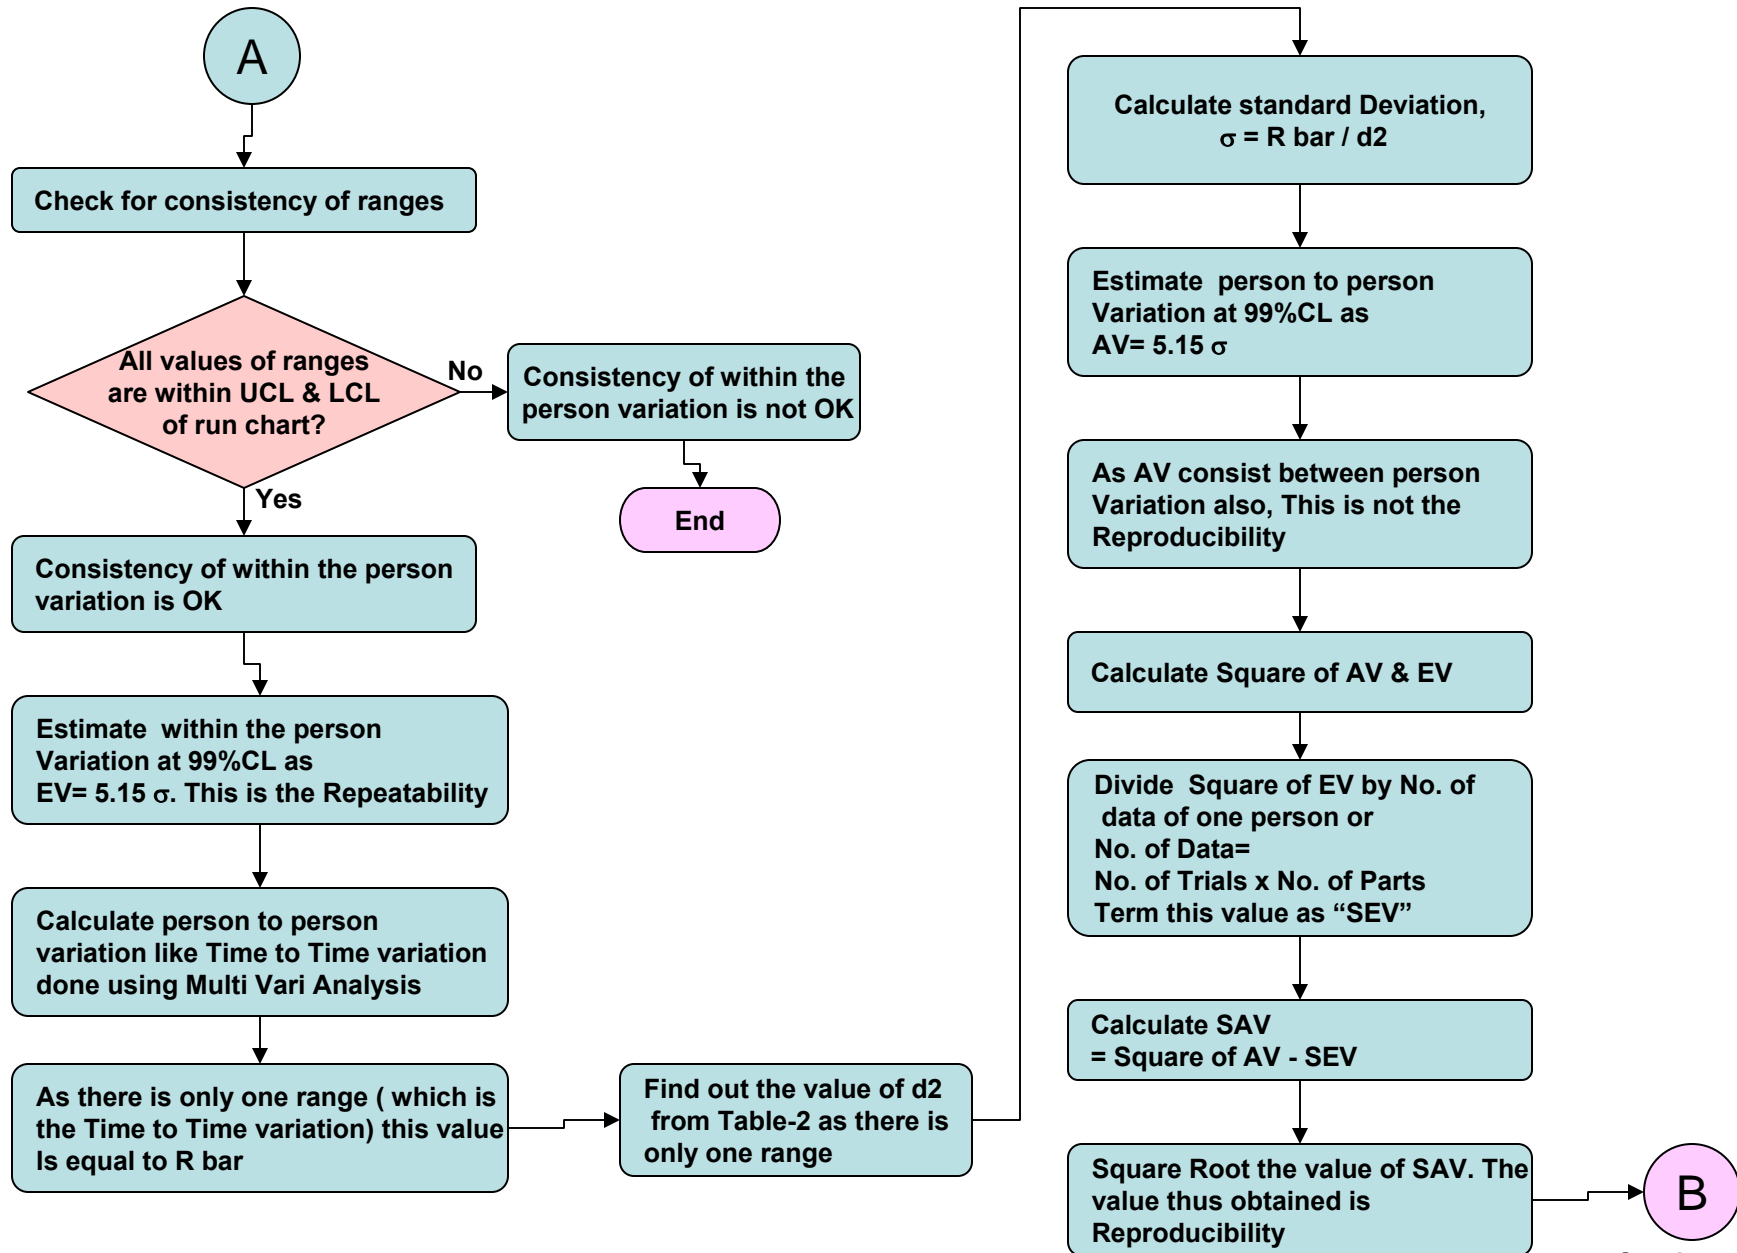 A
Check for consistency of ranges
All values of ranges
are within UCL & LCL
of run chart?
No
Consistency of within the
person variation is not OK
End
Yes
Consistency of within the person
variation is OK
Estimate within the person
Variation at 99%CL as
EV= 5.15 σ. This is the Repeatability
Calculate person to person
variation like Time to Time variation
done using Multi Vari Analysis
As there is only one range ( which is
the Time to Time variation) this value
Is equal to R bar
Find out the value of d2
from Table-2 as there is
only one range
Calculate standard Deviation,
σ = R bar / d2
Estimate person to person
Variation at 99%CL as
AV= 5.15 σ
As AV consist between person
Variation also, This is not the
Reproducibility
Calculate Square of AV & EV
Divide Square of EV by No. of
data of one person or
No. of Data=
No. of Trials x No. of Parts
Term this value as “SEV”
Calculate SAV
= Square of AV - SEV
Square Root the value of SAV. The
value thus obtained is
Reproducibility
B